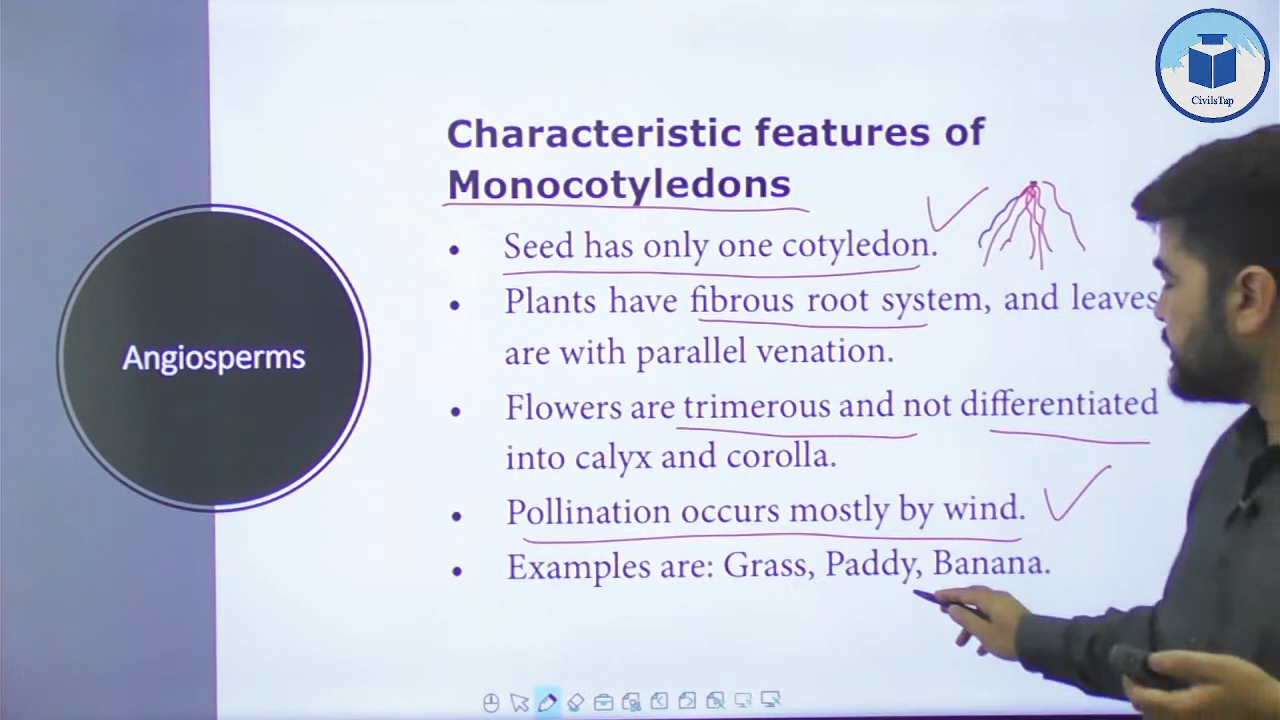 CivilsTap
Characteristic features of
Monocotyledons
Angiosperms
• Seed has only one cotyledon.
• Plants have fibrous root system, and leaves
are with parallel venation.
• Flowers are trimerous and not differentiated
into calyx and corolla.
• Pollination occurs mostly by wind.
• Examples are: Grass, Paddy, Banana.